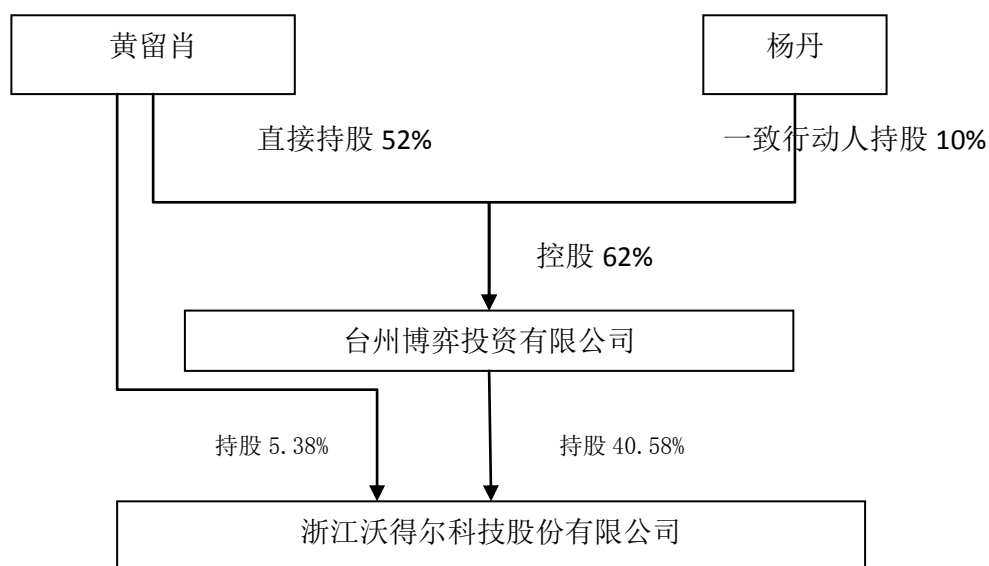 黄留肖
杨丹
直接持股 52%
一致行动人持股 10%
控股 62%
台州博弈投资有限公司
持股 5.38%
持股 40.58%
浙江沃得尔科技股份有限公司